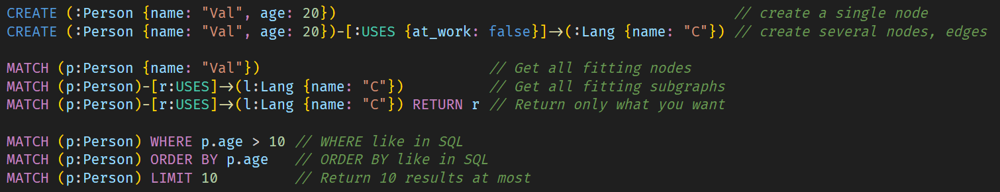 CREATE (:Person {name: "Val", age: 20}) // create a single node
CREATE (:Person {name: "Val", age: 20})-[:USES {at_work: false}]->(:Lang {name: "C"}) // create several nodes, edges
MATCH (p:Person {name: "Val"}) // Get all fitting nodes
MATCH (p:Person)-[r:USES]->(l:Lang {name: "C"}) // Get all fitting subgraphs
MATCH (p:Person)-[r:USES]->(l:Lang {name: "C"}) RETURN r // Return only what you want
MATCH (p:Person) WHERE p.age > 10 // WHERE like in SQL
MATCH (p:Person) ORDER BY p.age // ORDER BY like in SQL
MATCH (p:Person) LIMIT 10 // Return 10 results at most